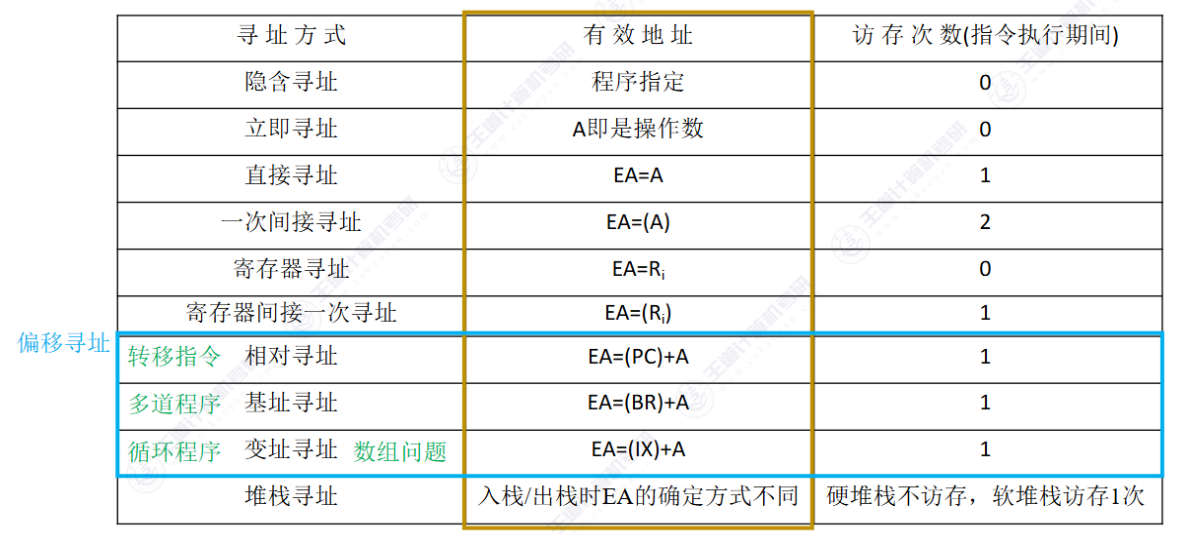 寻 址 方 式 有 效 地 址 访 存 次 数(指令执行期间)
隐含寻址 程序指定 0
立即寻址 A即是操作数 0
直接寻址 EA=A 1
一次间接寻址 EA=(A) 2
寄存器寻址 EA=Ri 0
寄存器间接一次寻址 EA=(Ri) 1
偏移寻址
转移指令 相对寻址 EA=(PC)+A 1
多道程序 基址寻址 EA=(BR)+A 1
循环程序 变址寻址 数组问题 EA=(IX)+A 1
堆栈寻址 入栈/出栈时EA的确定方式不同 硬堆栈不访存，软堆栈访存1次